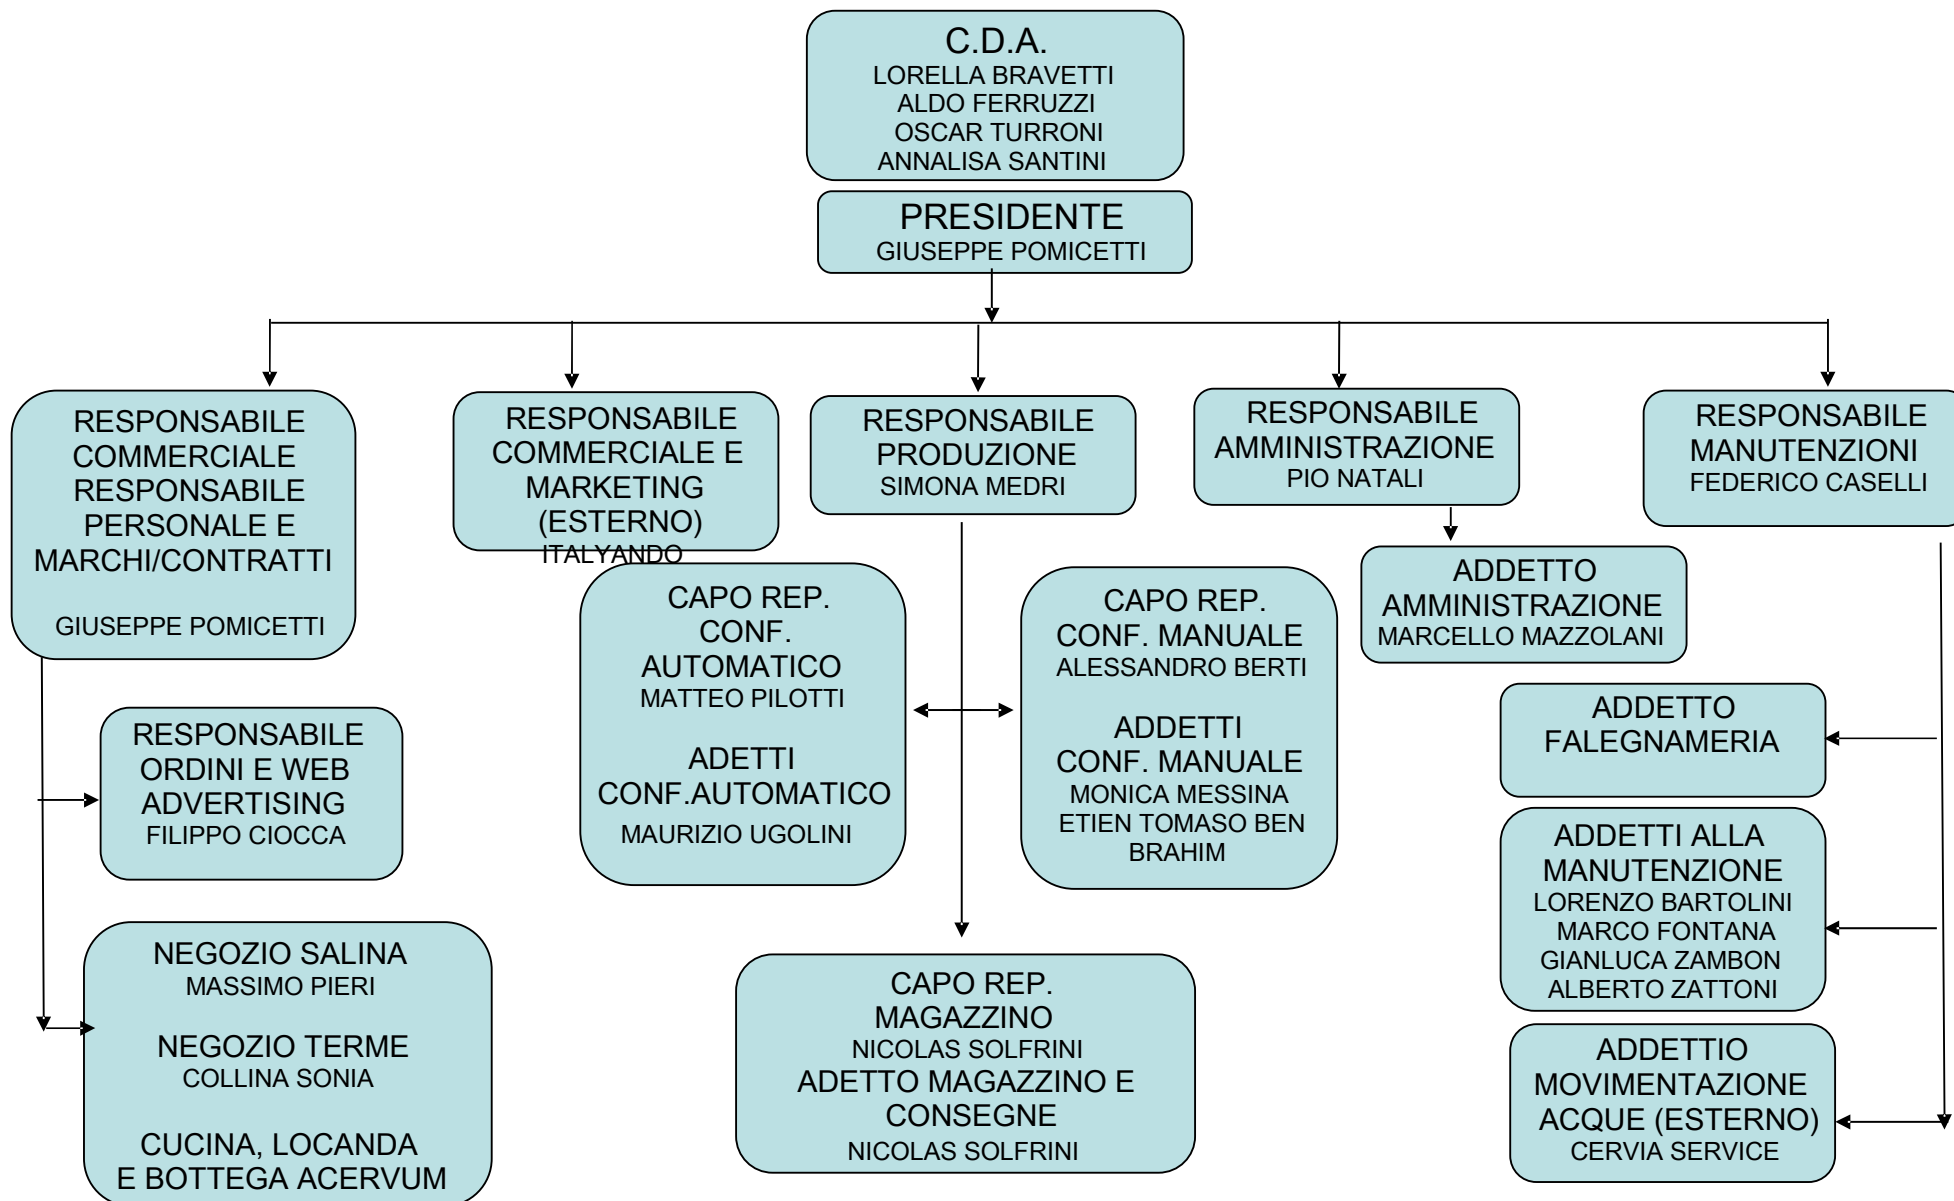 C.D.A.
LORELLA BRAVETTI
ALDO FERRUZZI
OSCAR TURRONI
ANNALISA SANTINI
PRESIDENTE
GIUSEPPE POMICETTI
RESPONSABILE
COMMERCIALE
RESPONSABILE
PERSONALE E
MARCHI/CONTRATTI
GIUSEPPE POMICETTI
RESPONSABILE
COMMERCIALE E
MARKETING
(ESTERNO)
ITALYANDO
RESPONSABILE
PRODUZIONE
SIMONA MEDRI
RESPONSABILE
AMMINISTRAZIONE
PIO NATALI
RESPONSABILE
MANUTENZIONI
FEDERICO CASELLI
CAPO REP.
CONF.
AUTOMATICO
MATTEO PILOTTI
ADETTI
CONF.AUTOMATICO
MAURIZIO UGOLINI
CAPO REP.
CONF. MANUALE
ALESSANDRO BERTI
ADDETTI
CONF. MANUALE
MONICA MESSINA
ETIEN TOMASO BEN
BRAHIM
ADDETTO
AMMINISTRAZIONE
MARCELLO MAZZOLANI
RESPONSABILE
ORDINI E WEB
ADVERTISING
FILIPPO CIOCCA
ADDETTO
FALEGNAMERIA
ADDETTI ALLA
MANUTENZIONE
LORENZO BARTOLINI
MARCO FONTANA
GIANLUCA ZAMBON
ALBERTO ZATTONI
NEGOZIO SALINA
MASSIMO PIERI
NEGOZIO TERME
COLLINA SONIA
CUCINA, LOCANDA
E BOTTEGA ACERVUM
CAPO REP.
MAGAZZINO
NICOLAS SOLFRINI
ADETTO MAGAZZINO E
CONSEGNE
NICOLAS SOLFRINI
ADDETTIO
MOVIMENTAZIONE
ACQUE (ESTERNO)
CERVIA SERVICE